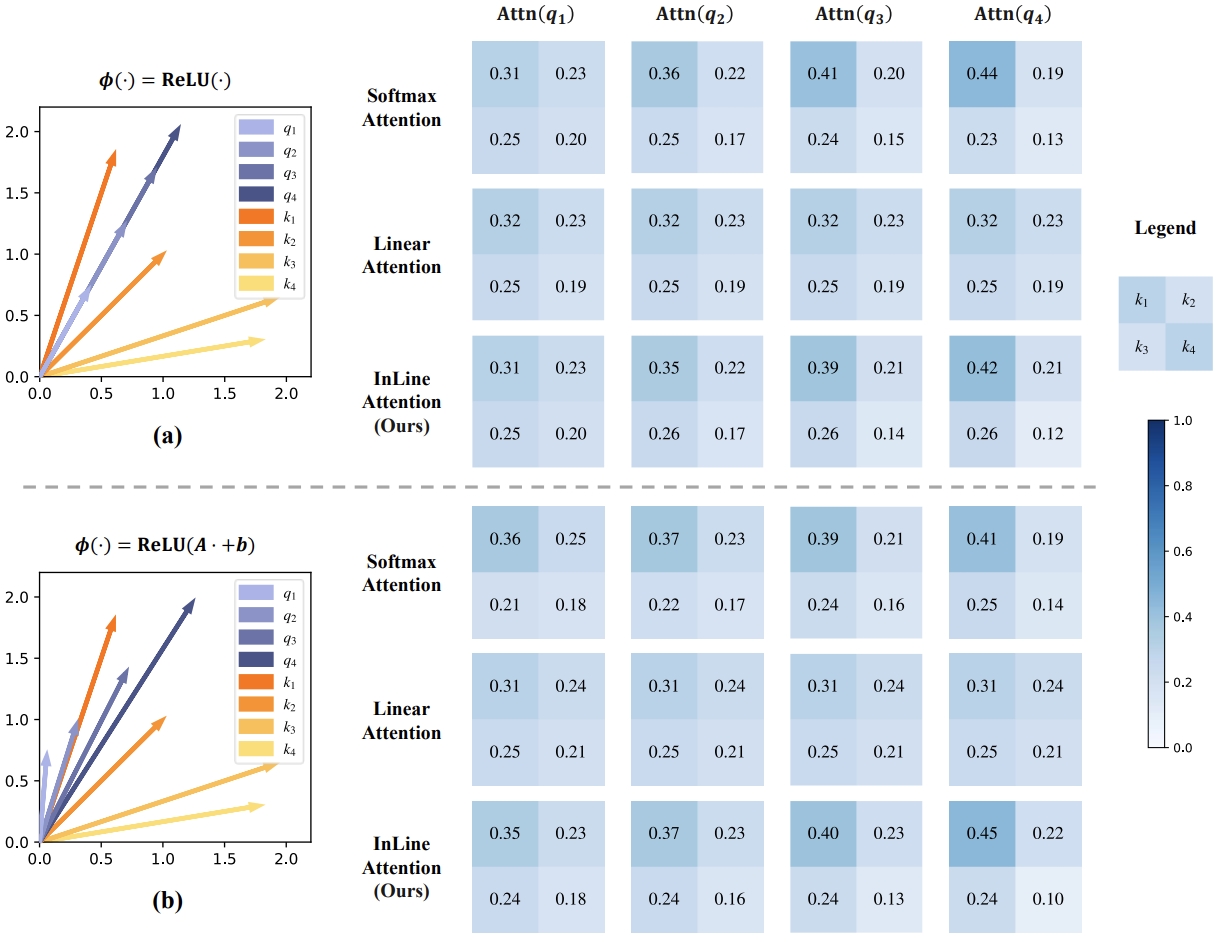 Attn(q₁) Attn(q₂) Attn(q₃) Attn(q₄)
ϕ(·) = ReLU(·)
2.0
1.5
1.0
0.5
0.0
0.0 0.5 1.0 1.5 2.0
q₁
q₂
q₃
q₄
k₁
k₂
k₃
k₄
(a)
Softmax
Attention
0.31 0.23 0.36 0.22 0.41 0.20 0.44 0.19
0.25 0.20 0.25 0.17 0.24 0.15 0.23 0.13
Linear
Attention
0.32 0.23 0.32 0.23 0.32 0.23 0.32 0.23
0.25 0.19 0.25 0.19 0.25 0.19 0.25 0.19
InLine
Attention
(Ours)
0.31 0.23 0.35 0.22 0.39 0.21 0.42 0.21
0.25 0.20 0.26 0.17 0.26 0.14 0.26 0.12
ϕ(·) = ReLU(A · +b)
2.0
1.5
1.0
0.5
0.0
0.0 0.5 1.0 1.5 2.0
q₁
q₂
q₃
q₄
k₁
k₂
k₃
k₄
(b)
Softmax
Attention
0.36 0.25 0.37 0.23 0.39 0.21 0.41 0.19
0.21 0.18 0.22 0.17 0.24 0.16 0.25 0.14
Linear
Attention
0.31 0.24 0.31 0.24 0.31 0.24 0.31 0.24
0.25 0.21 0.25 0.21 0.25 0.21 0.25 0.21
InLine
Attention
(Ours)
0.35 0.23 0.37 0.23 0.40 0.23 0.45 0.22
0.24 0.18 0.24 0.16 0.24 0.13 0.24 0.10
Legend
k₁ k₂
k₃ k₄
1.0
0.8
0.6
0.4
0.2
0.0